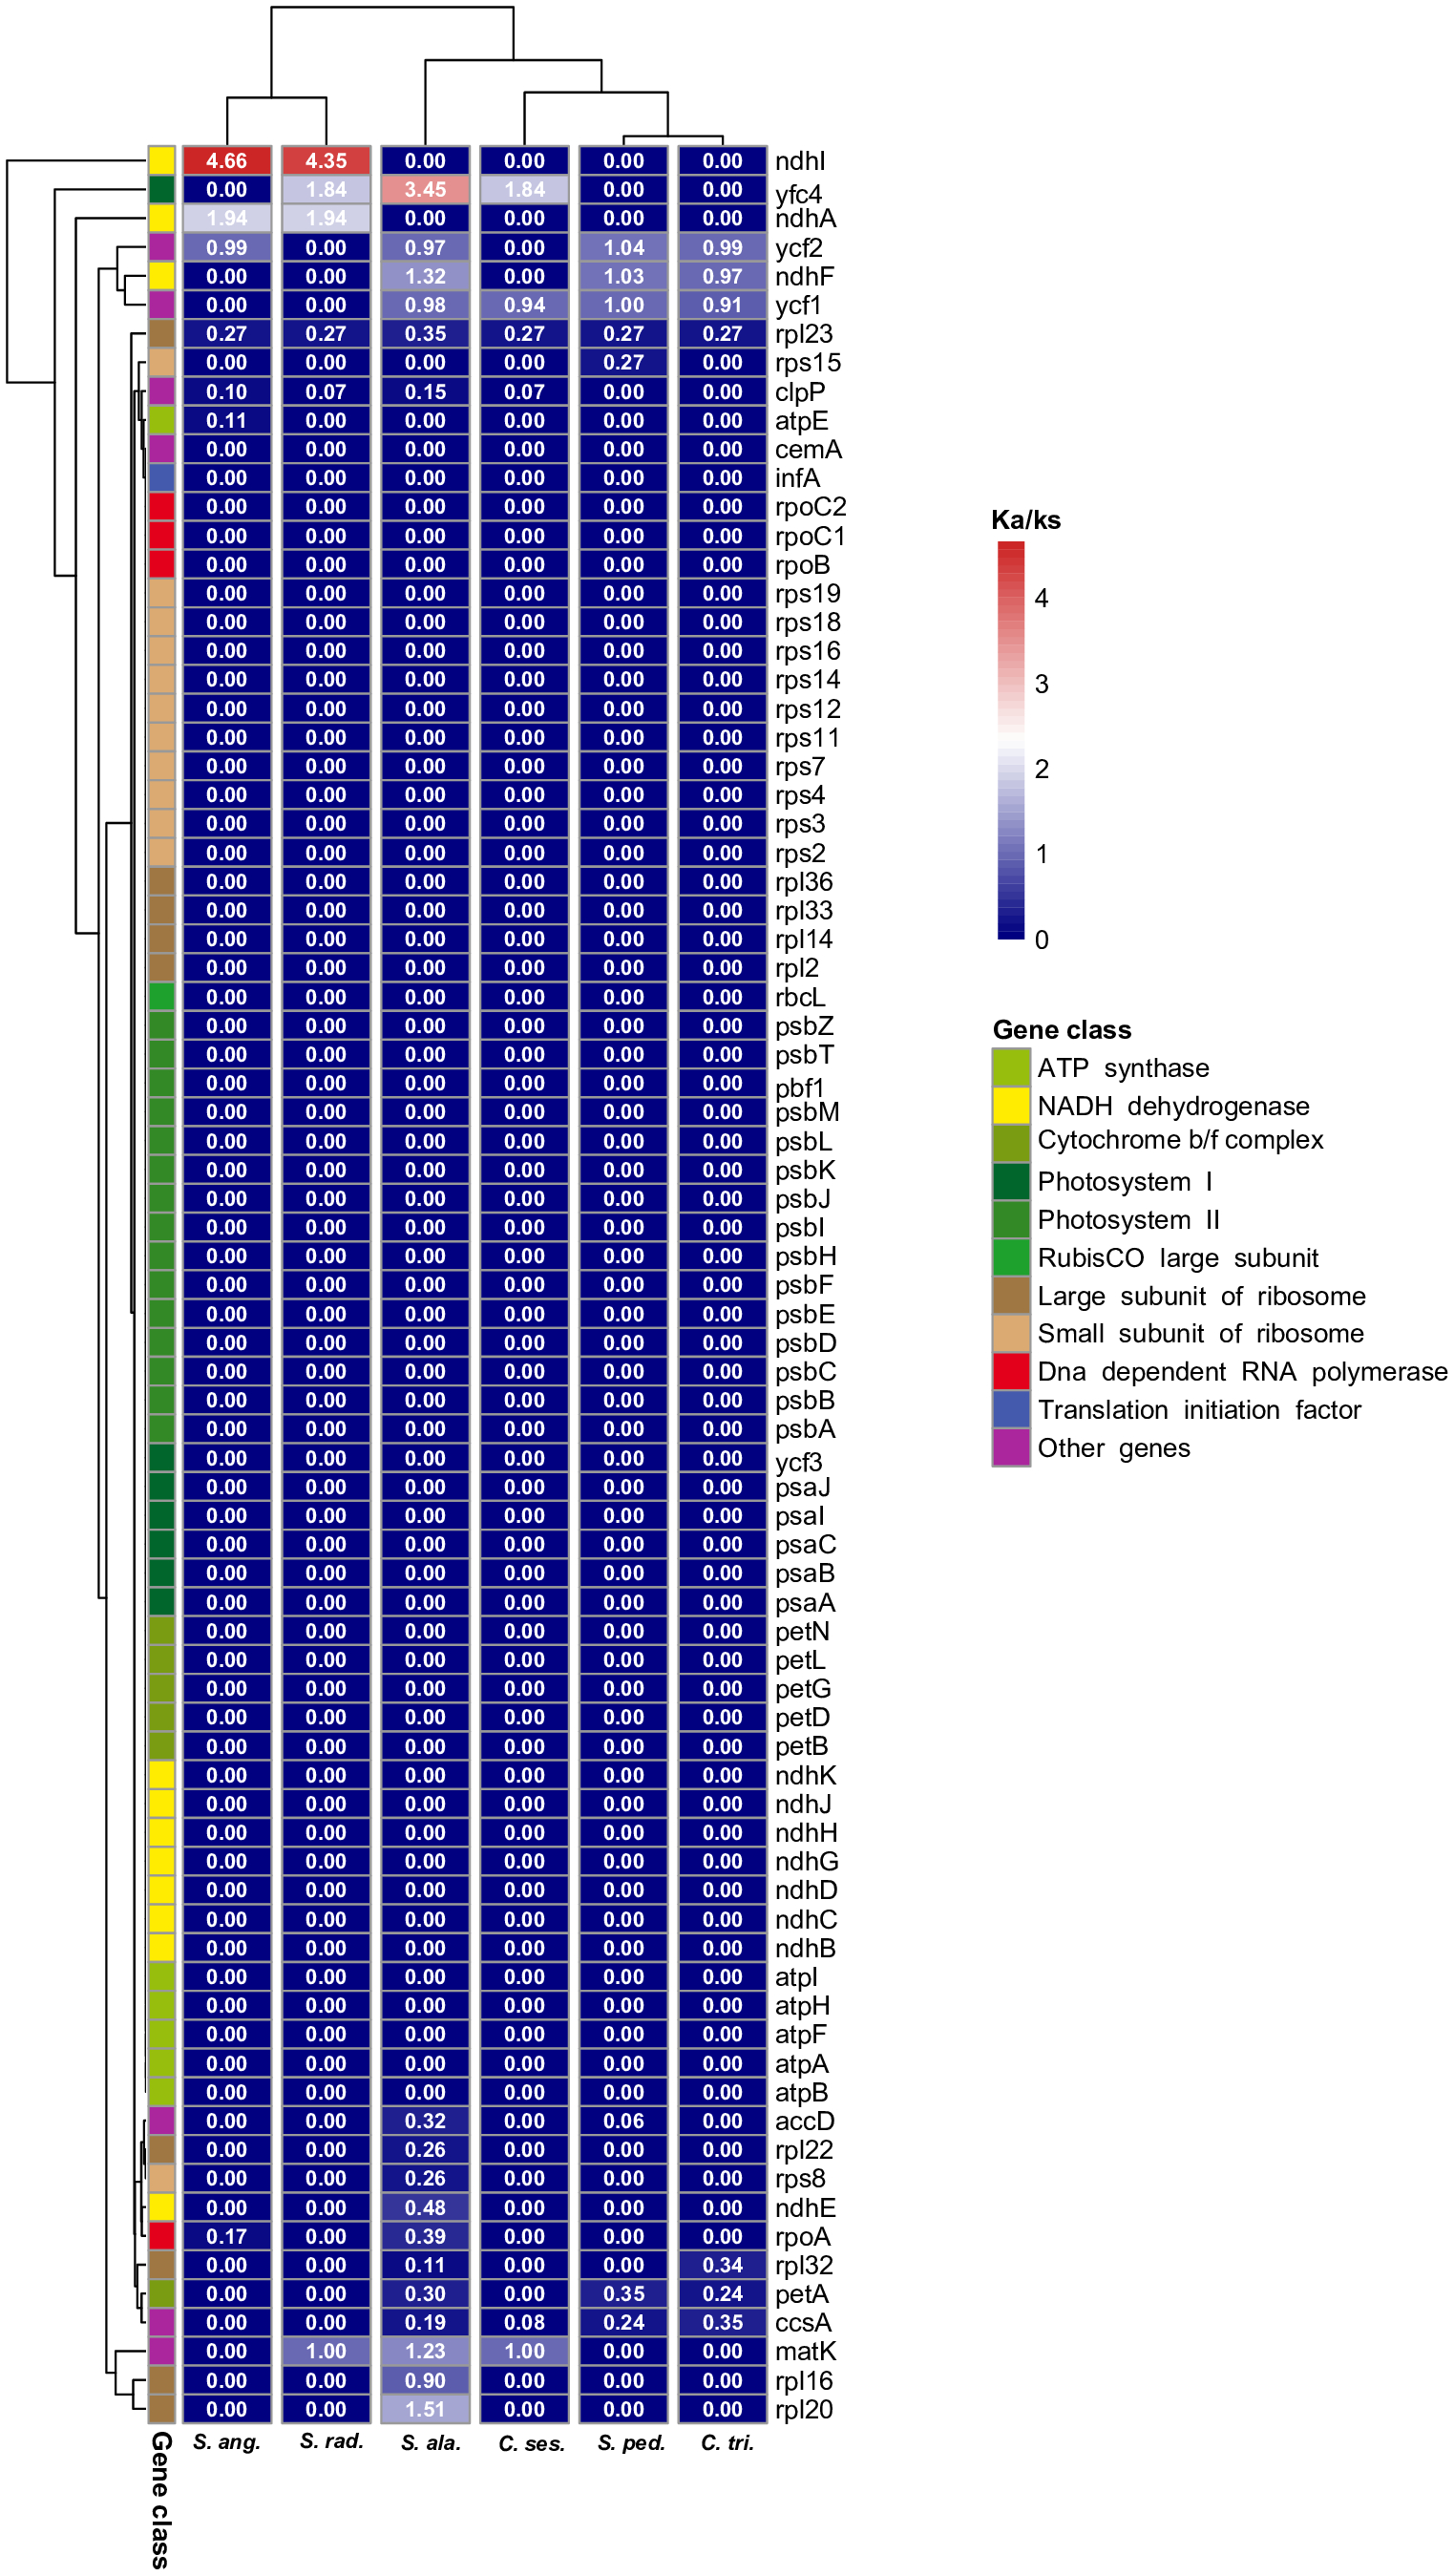 4.66 4.35 0.00 0.00 0.00 0.00 ndhI
0.00 1.84 3.45 1.84 0.00 0.00 yfc4
1.94 1.94 0.00 0.00 0.00 0.00 ndhA
0.99 0.00 0.97 0.00 1.04 0.99 ycf2
0.00 0.00 1.32 0.00 1.03 0.97 ndhF
0.00 0.00 0.98 0.94 1.00 0.91 ycf1
0.27 0.27 0.35 0.27 0.27 0.27 rpl23
0.00 0.00 0.00 0.00 0.27 0.00 rps15
0.10 0.07 0.15 0.07 0.00 0.00 clpP
0.11 0.00 0.00 0.00 0.00 0.00 atpE
0.00 0.00 0.00 0.00 0.00 0.00 cemA
0.00 0.00 0.00 0.00 0.00 0.00 infA
0.00 0.00 0.00 0.00 0.00 0.00 rpoC2
0.00 0.00 0.00 0.00 0.00 0.00 rpoC1
0.00 0.00 0.00 0.00 0.00 0.00 rpoB
0.00 0.00 0.00 0.00 0.00 0.00 rps19
0.00 0.00 0.00 0.00 0.00 0.00 rps18
0.00 0.00 0.00 0.00 0.00 0.00 rps16
0.00 0.00 0.00 0.00 0.00 0.00 rps14
0.00 0.00 0.00 0.00 0.00 0.00 rps12
0.00 0.00 0.00 0.00 0.00 0.00 rps11
0.00 0.00 0.00 0.00 0.00 0.00 rps7
0.00 0.00 0.00 0.00 0.00 0.00 rps4
0.00 0.00 0.00 0.00 0.00 0.00 rps3
0.00 0.00 0.00 0.00 0.00 0.00 rps2
0.00 0.00 0.00 0.00 0.00 0.00 rpl36
0.00 0.00 0.00 0.00 0.00 0.00 rpl33
0.00 0.00 0.00 0.00 0.00 0.00 rpl14
0.00 0.00 0.00 0.00 0.00 0.00 rpl2
0.00 0.00 0.00 0.00 0.00 0.00 rbcL
0.00 0.00 0.00 0.00 0.00 0.00 psbZ
0.00 0.00 0.00 0.00 0.00 0.00 psbT
0.00 0.00 0.00 0.00 0.00 0.00 pbf1
0.00 0.00 0.00 0.00 0.00 0.00 psbM
0.00 0.00 0.00 0.00 0.00 0.00 psbL
0.00 0.00 0.00 0.00 0.00 0.00 psbK
0.00 0.00 0.00 0.00 0.00 0.00 psbJ
0.00 0.00 0.00 0.00 0.00 0.00 psbI
0.00 0.00 0.00 0.00 0.00 0.00 psbH
0.00 0.00 0.00 0.00 0.00 0.00 psbF
0.00 0.00 0.00 0.00 0.00 0.00 psbE
0.00 0.00 0.00 0.00 0.00 0.00 psbD
0.00 0.00 0.00 0.00 0.00 0.00 psbC
0.00 0.00 0.00 0.00 0.00 0.00 psbB
0.00 0.00 0.00 0.00 0.00 0.00 psbA
0.00 0.00 0.00 0.00 0.00 0.00 ycf3
0.00 0.00 0.00 0.00 0.00 0.00 psaJ
0.00 0.00 0.00 0.00 0.00 0.00 psaI
0.00 0.00 0.00 0.00 0.00 0.00 psaC
0.00 0.00 0.00 0.00 0.00 0.00 psaB
0.00 0.00 0.00 0.00 0.00 0.00 psaA
0.00 0.00 0.00 0.00 0.00 0.00 petN
0.00 0.00 0.00 0.00 0.00 0.00 petL
0.00 0.00 0.00 0.00 0.00 0.00 petG
0.00 0.00 0.00 0.00 0.00 0.00 petD
0.00 0.00 0.00 0.00 0.00 0.00 petB
0.00 0.00 0.00 0.00 0.00 0.00 ndhK
0.00 0.00 0.00 0.00 0.00 0.00 ndhJ
0.00 0.00 0.00 0.00 0.00 0.00 ndhH
0.00 0.00 0.00 0.00 0.00 0.00 ndhG
0.00 0.00 0.00 0.00 0.00 0.00 ndhD
0.00 0.00 0.00 0.00 0.00 0.00 ndhC
0.00 0.00 0.00 0.00 0.00 0.00 ndhB
0.00 0.00 0.00 0.00 0.00 0.00 atpI
0.00 0.00 0.00 0.00 0.00 0.00 atpH
0.00 0.00 0.00 0.00 0.00 0.00 atpF
0.00 0.00 0.00 0.00 0.00 0.00 atpA
0.00 0.00 0.00 0.00 0.00 0.00 atpB
0.00 0.00 0.32 0.00 0.06 0.00 accD
0.00 0.00 0.26 0.00 0.00 0.00 rpl22
0.00 0.00 0.26 0.00 0.00 0.00 rps8
0.00 0.00 0.48 0.00 0.00 0.00 ndhE
0.17 0.00 0.39 0.00 0.00 0.00 rpoA
0.00 0.00 0.11 0.00 0.00 0.34 rpl32
0.00 0.00 0.30 0.00 0.35 0.24 petA
0.00 0.00 0.19 0.08 0.24 0.35 ccsA
0.00 1.00 1.23 1.00 0.00 0.00 matK
0.00 0.00 0.90 0.00 0.00 0.00 rpl16
0.00 0.00 1.51 0.00 0.00 0.00 rpl20
S. ang. S. rad. S. ala. C. ses. S. ped. C. tri.
Gene class
Ka/ks
4
3
2
1
0
Gene class
ATP synthase
NADH dehydrogenase
Cytochrome b/f complex
Photosystem I
Photosystem II
RubisCO large subunit
Large subunit of ribosome
Small subunit of ribosome
Dna dependent RNA polymerase
Translation initiation factor
Other genes